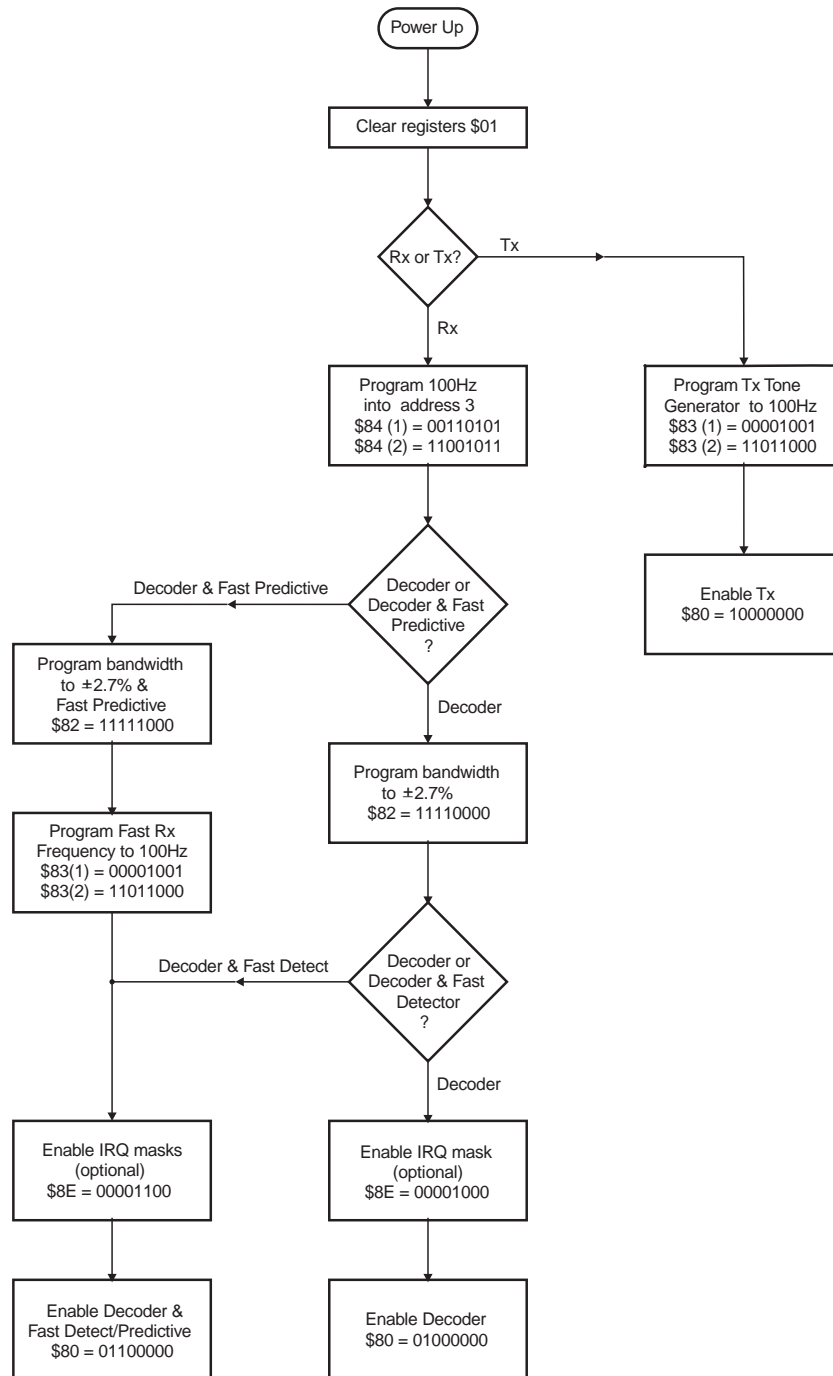 Power Up
Clear registers $01
Rx or Tx?
Tx
Rx
Program 100Hz
into address 3
$84 (1) = 00110101
$84 (2) = 11001011
Program Tx Tone
Generator to 100Hz
$83 (1) = 00001001
$83 (2) = 11011000
Enable Tx
$80 = 10000000
Decoder or
Decoder & Fast
Predictive
?
Decoder & Fast Predictive
Decoder
Program bandwidth
to ±2.7% &
Fast Predictive
$82 = 11111000
Program bandwidth
to ±2.7%
$82 = 11110000
Program Fast Rx
Frequency to 100Hz
$83(1) = 00001001
$83(2) = 11011000
Decoder or
Decoder & Fast
Detector
?
Decoder & Fast Detect
Decoder
Enable IRQ masks
(optional)
$8E = 00001100
Enable IRQ mask
(optional)
$8E = 00001000
Enable Decoder &
Fast Detect/Predictive
$80 = 01100000
Enable Decoder
$80 = 01000000